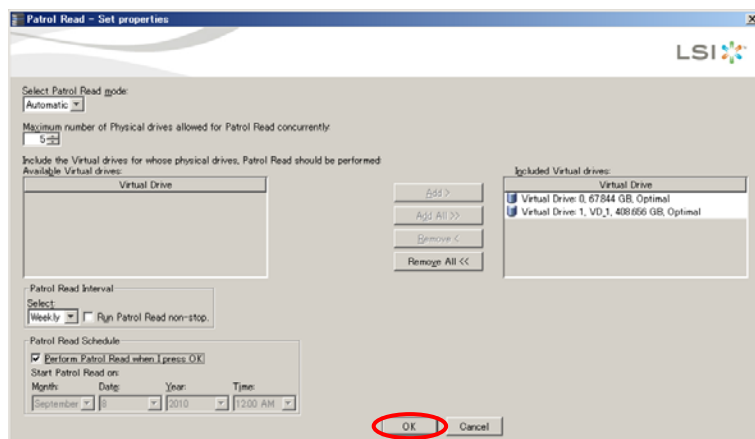 Patrol Read – Set properties
LSI
Select Patrol Read mode:
Automatic
Maximum number of Physical drives allowed for Patrol Read concurrently:
5
Include the Virtual drives for whose physical drives, Patrol Read should be performed
Available Virtual drives:
Virtual Drive
Add >
Add All >>
Remove <
Remove All <<
Included Virtual drives:
Virtual Drive
Virtual Drive: 0, 67.844 GB, Optimal
Virtual Drive: 1, VD_1, 408.656 GB, Optimal
Patrol Read Interval
Select:
Weekly
Run Patrol Read non-stop.
Patrol Read Schedule
Perform Patrol Read when I press OK
Start Patrol Read on:
Month: Date: Year: Time:
September 8 2010 12:00 AM
OK Cancel